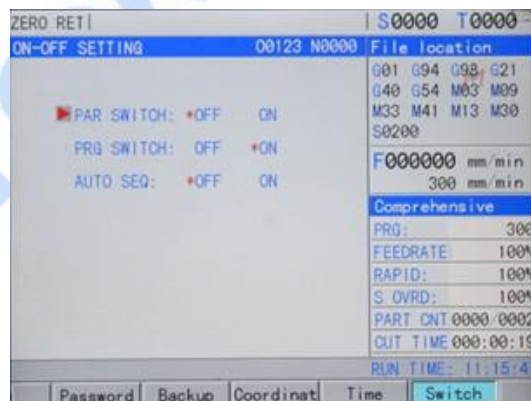 ZERO RET
S0000 T0000
ON-OFF SETTING O0123 N0000
File location
G01 G94 G98 G21
G40 G54 M03 M09
M33 M41 M13 M30
S0200
F000000 mm/min
300 mm/min
PAR SWITCH: *OFF ON
PRG SWITCH: OFF *ON
AUTO SEQ: *OFF ON
Comprehensive
PRG: 300
FEEDRATE 100%
RAPID: 100%
S OVRD: 100%
PART CNT 0000/0002
CUT TIME 000:00:19
RUN TIME: 11:15:4
Password Backup Coordinat Time Switch